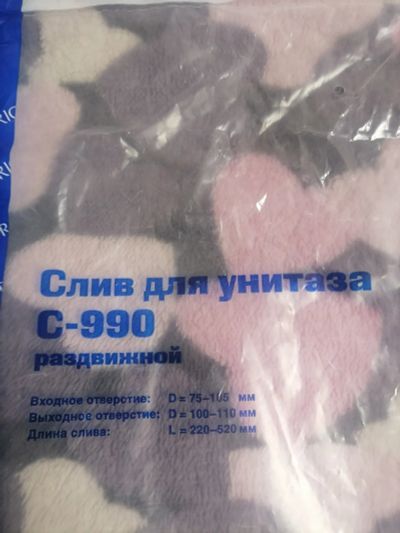 Слив для унитаза
С-990
раздвижной
Входное отверстие: D = 75–105 мм
Выходное отверстие: D = 100–110 мм
Длина слива: L = 220–520 мм